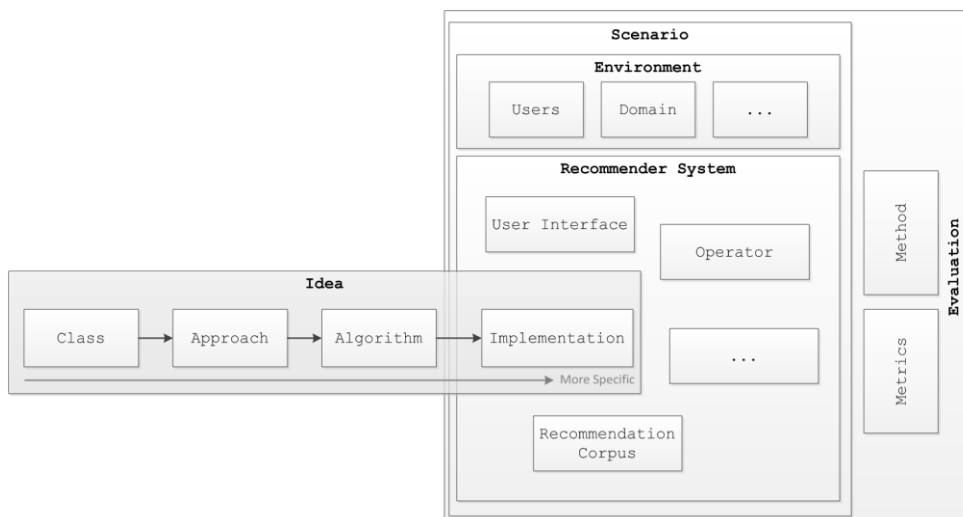 Scenario
Environment
Users
Domain
...
Recommender System
User Interface
Operator
Idea
Class
Approach
Algorithm
Implementation
More Specific
...
Recommendation
Corpus
Method
Metrics
Evaluation